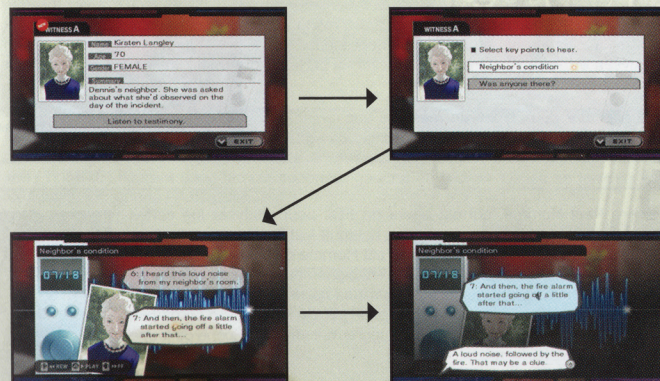 NEW
WITNESS A
Name Kirsten Langley
Age '70
Gender FEMALE
Summary
Dennis's neighbor. She was asked
about what she'd observed on the
day of the incident.
Listen to testimony.
EXIT
WITNESS A
■ Select key points to hear.
Neighbor's condition
Was anyone there?
EXIT
Neighbor's condition
07/18
6: I heard this loud noise
from my neighbor's room.
7: And then, the fire alarm
started going off a little
after that...
REW PLAY FF
Neighbor's condition
07/18
7: And then, the fire alarm
started going off a little
after that...
A loud noise, followed by the
fire. That may be a clue.